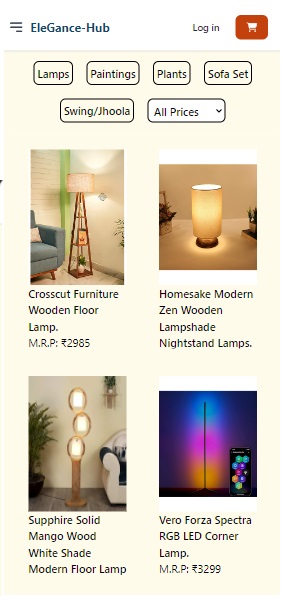 EleGance-Hub
Log in
Lamps
Paintings
Plants
Sofa Set
Swing/Jhoola
All Prices
Crosscut Furniture
Wooden Floor
Lamp.
M.R.P: ₹2985
Homesake Modern
Zen Wooden
Lampshade
Nightstand Lamps.
Supphire Solid
Mango Wood
White Shade
Modern Floor Lamp
Vero Forza Spectra
RGB LED Corner
Lamp.
M.R.P: ₹3299